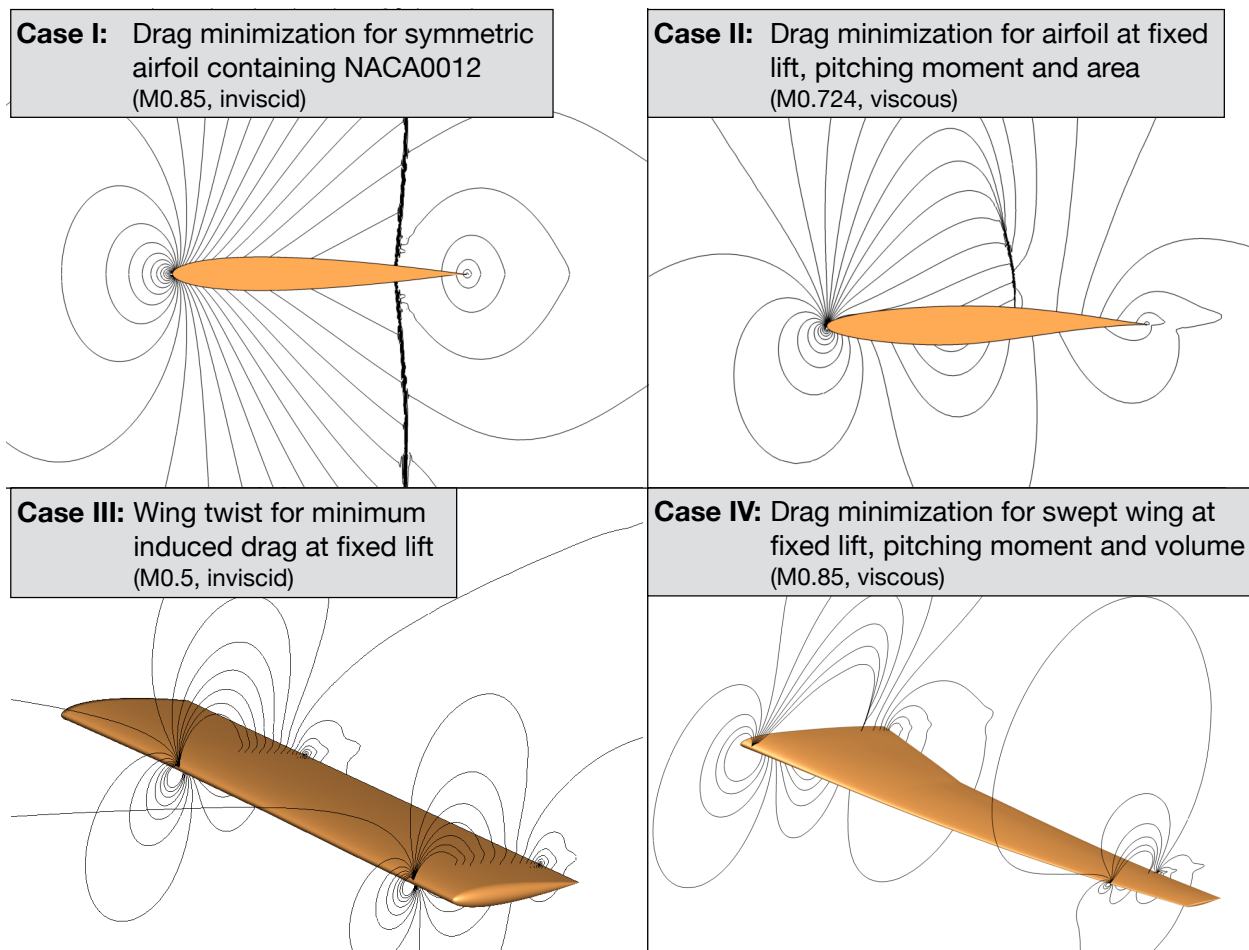 Case I: Drag minimization for symmetric
airfoil containing NACA0012
(M0.85, inviscid)
Case II: Drag minimization for airfoil at fixed
lift, pitching moment and area
(M0.724, viscous)
Case III: Wing twist for minimum
induced drag at fixed lift
(M0.5, inviscid)
Case IV: Drag minimization for swept wing at
fixed lift, pitching moment and volume
(M0.85, viscous)